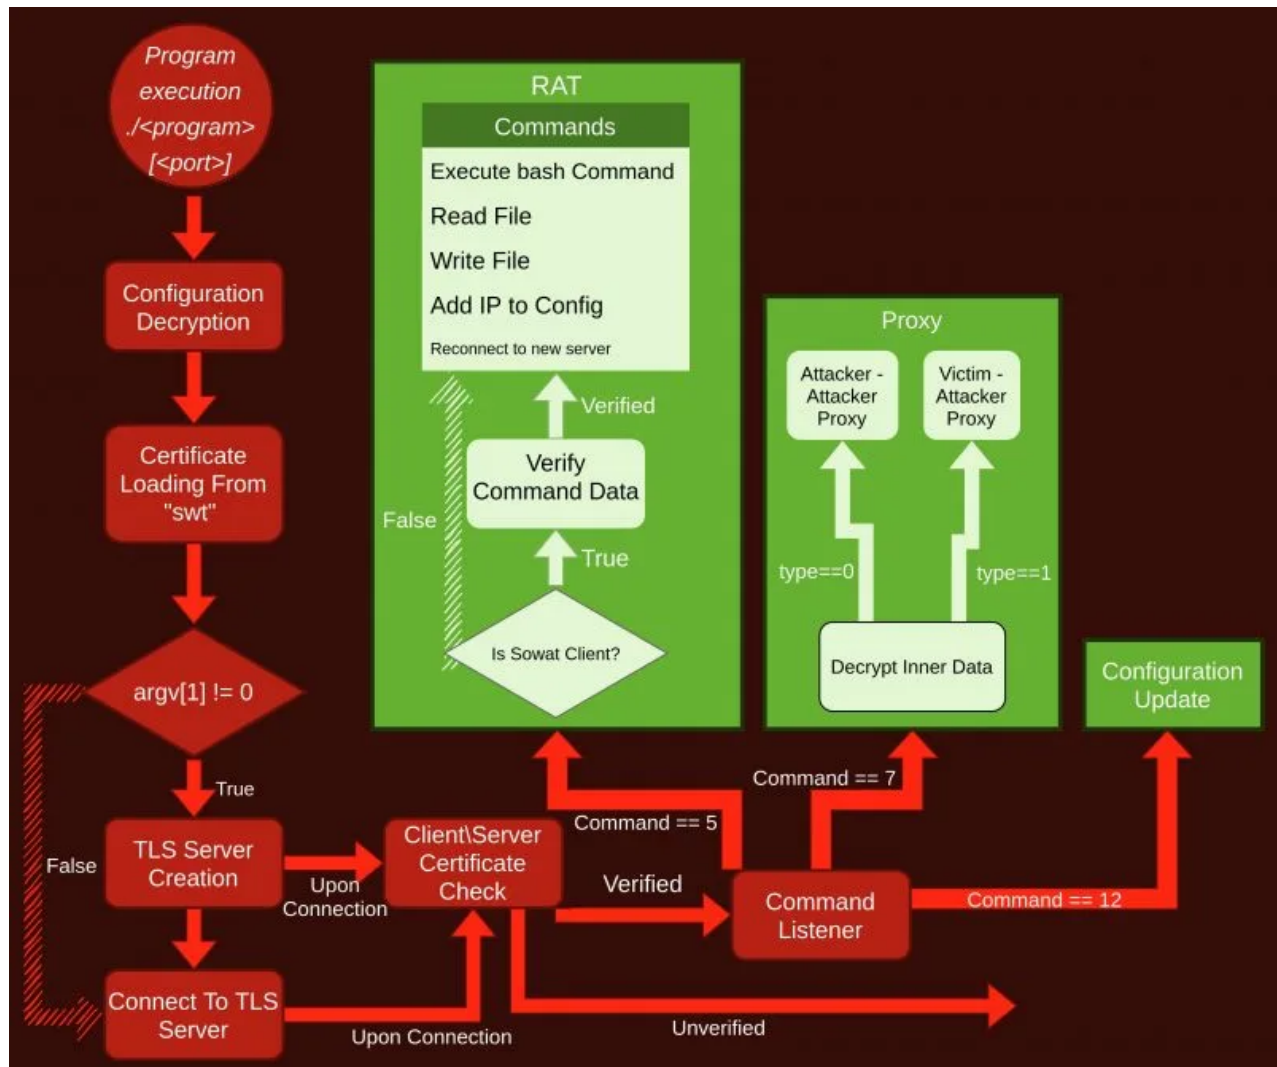 Program
execution
./<program>
[<port>]
Configuration
Decryption
Certificate
Loading From
"swt"
argv[1] != 0
True
False
TLS Server
Creation
Upon
Connection
Connect To TLS
Server
Upon Connection
Client\Server
Certificate
Check
Verified
Unverified
Command
Listener
Command == 5
Command == 7
Command == 12
RAT
Commands
Execute bash Command
Read File
Write File
Add IP to Config
Reconnect to new server
Verified
Verify
Command Data
False
True
Is Sowat Client?
Proxy
Attacker -
Attacker
Proxy
Victim -
Attacker
Proxy
type==0
type==1
Decrypt Inner Data
Configuration
Update